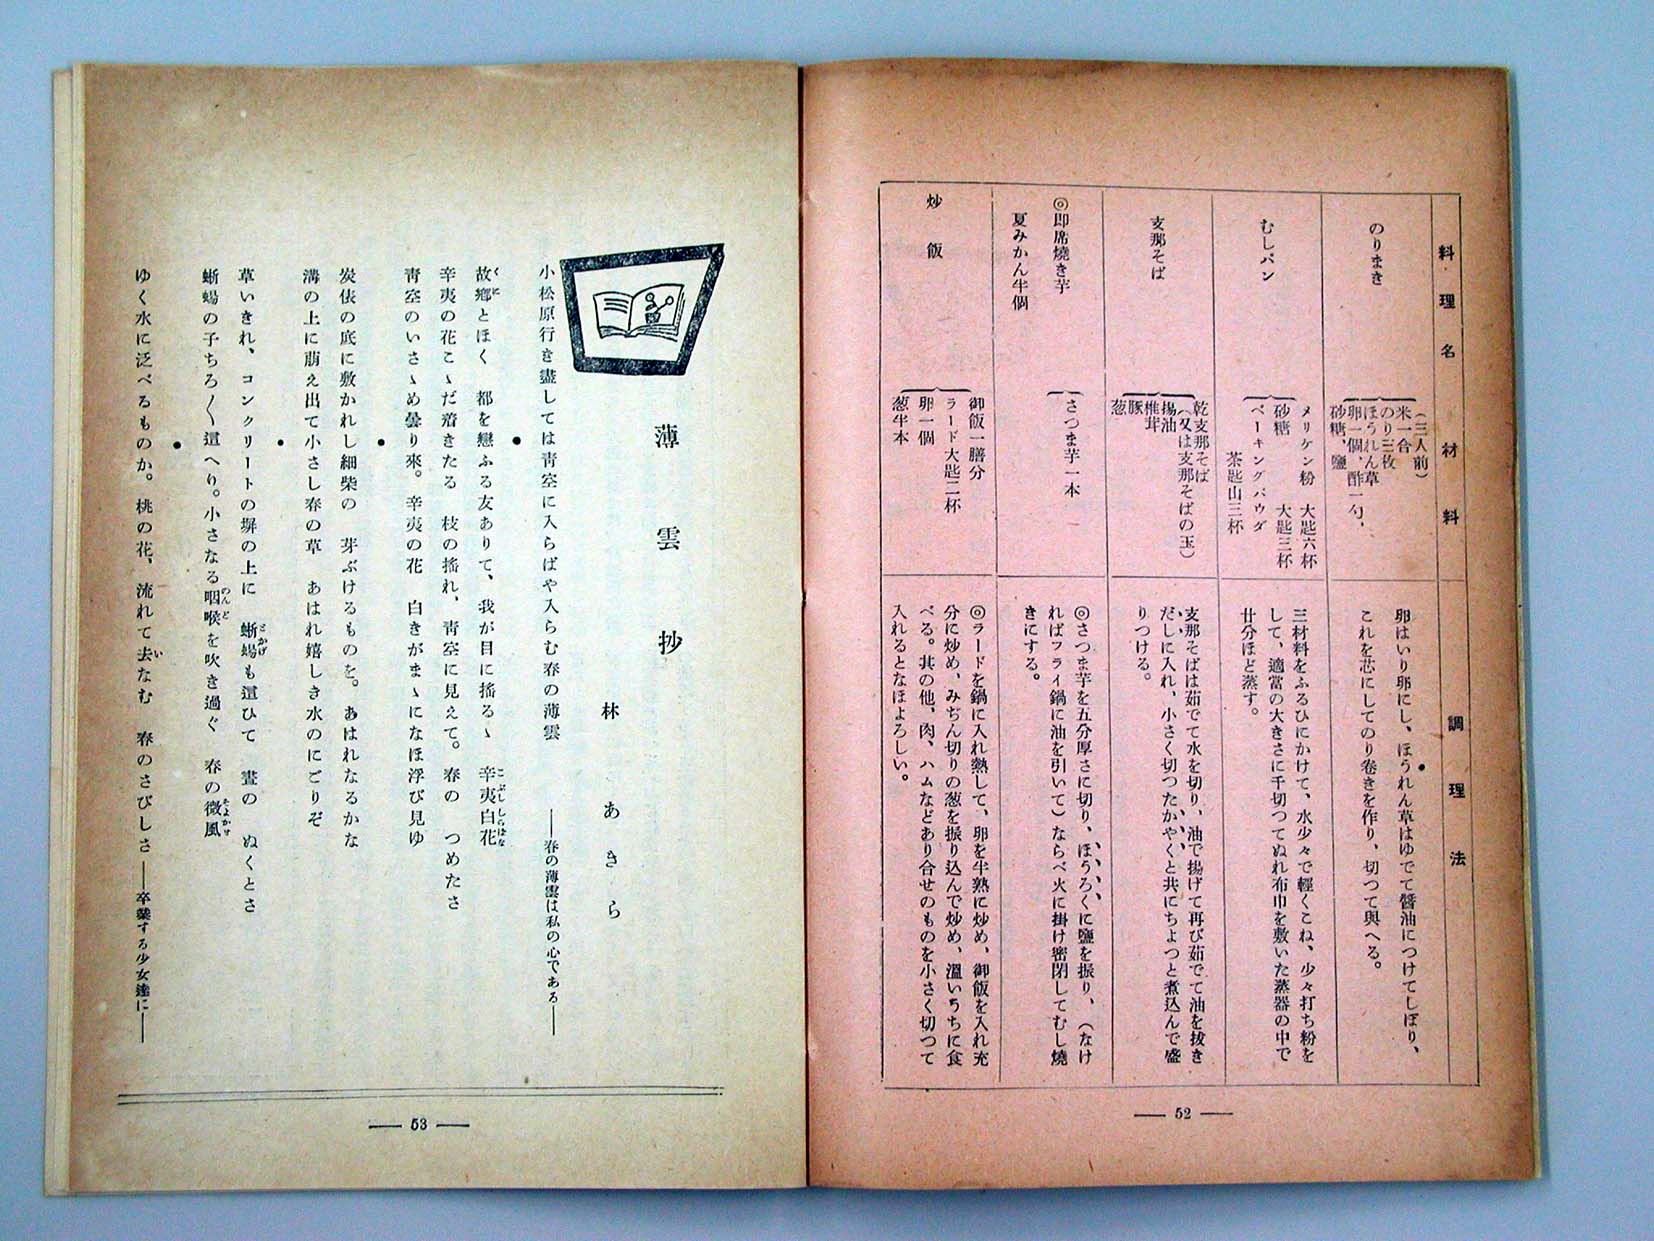 料理名
材料
調理法
のりまき
（三人前）
米一合
のり三枚
ほうれん草
卵一個、酢一勺、
砂糖、鹽
卵はいり卵にし、ほうれん草はゆでて醤油につけてしぼり、
これを芯にしてのり卷きを作り、切つて與へる。
むしパン
メリケン粉　大匙六杯
砂糖　大匙三杯
ベーキングパウダ
茶匙山三杯
三材料をふるひにかけて、水少々で輕くこね、少々打ち粉を
して、適當の大きさに千切つてぬれ布巾を敷いた蒸器の中で
廿分ほど蒸す。
支那そば
乾支那そば
（又は支那そばの玉）
揚油
椎茸
豚
葱
支那そばは茹でて水を切り、油で揚げて再び茹でて油を抜き
だしに入れ、小さく切つたかやくと共にちよつと煮込んで盛
りつける。
◎即席燒き芋
夏みかん半個
さつま芋一本
◎さつま芋を五分厚さに切り、ほうろくに鹽を振り、（なけ
ればフライ鍋に油を引いて）ならべ火に掛け密閉してむし燒
きにする。
炒飯
御飯一膳分
ラード大匙二杯
卵一個
葱半本
◎ラードを鍋に入れ熱して、卵を半熟に炒め、御飯を入れ充
分に炒め、みぢん切りの葱を振り込んで炒め、溫いうちに食
べる。其の他、肉、ハムなどあり合せのものを小さく切つて
入れるとなほよろしい。
52
薄雲抄
林あきら
小松原行き盡しては靑空に入らばや入らむ春の薄雲　――春の薄雲は私の心である――
●
故鄕とほく　都を戀ふる友ありて、我が目に搖るゝ　辛夷白花
くに
こぶししらはな
辛夷の花こゝだ着きたる　枝の搖れ、靑空に見えて。春の　つめたさ
靑空のいさゝめ曇り來。辛夷の花　白きがまゝになほ浮び見ゆ
●
炭俵の底に敷かれし細柴の　芽ぶけるものを。あはれなるかな
溝の上に萠え出て小さし春の草　あはれ嬉しき水のにごりぞ
●
草いきれ、コンクリートの塀の上に　蜥蜴も這ひて　晝の　ぬくとさ
とかげ
蜥蜴の子ちろ〱這へり。小さなる咽喉を吹き過ぐ　春の微風
のんど
そよかぜ
●
ゆく水に泛べるものか。桃の花、流れて去なむ　春のさびしさ　――卒業する少女達に――
い
53